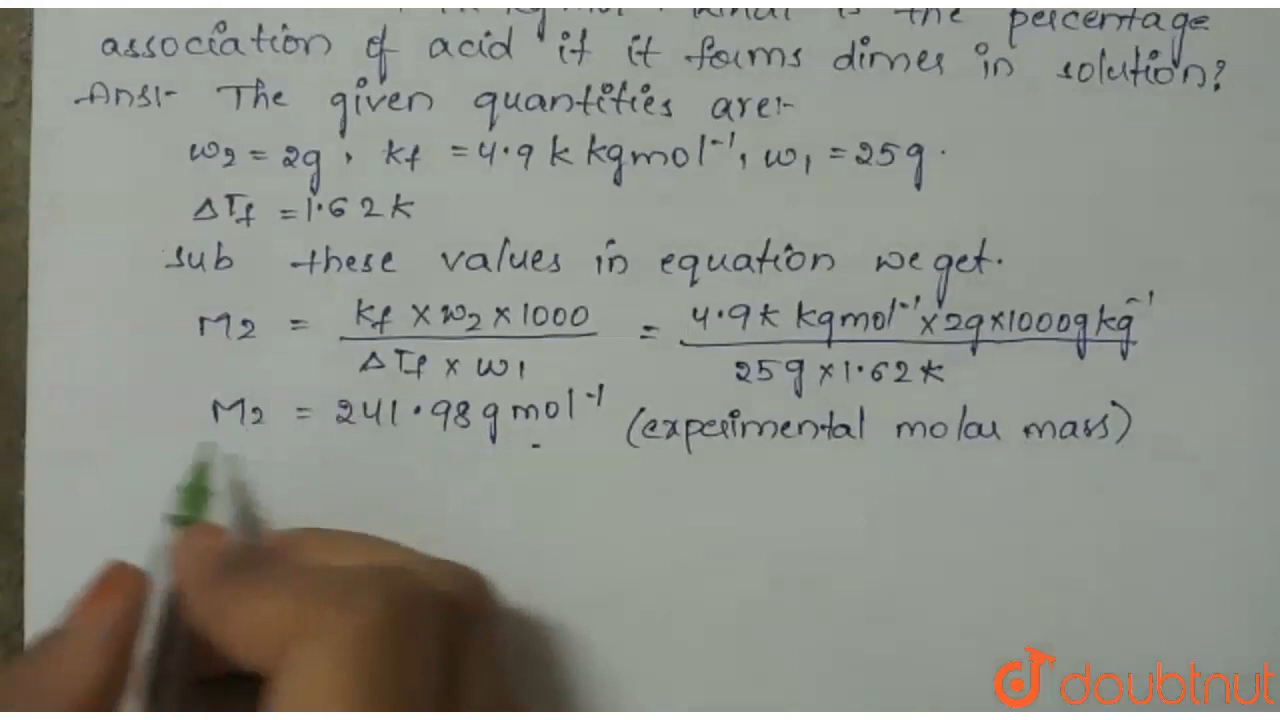 the percentage
association of acid if it forms dimer in solution?
Ans:- The given quantities are:-
w2 = 2g, kf = 4.9 k kgmol⁻¹, w1 = 25g.
ΔTf = 1.62k
sub these values in equation we get.
M2 = kf × w2 × 1000 / ΔTf × w1 = 4.9k kgmol⁻¹ × 2g × 1000g kg⁻¹ / 25g × 1.62k
M2 = 241.98 g mol⁻¹ (experimental molar mass)
doubtnut